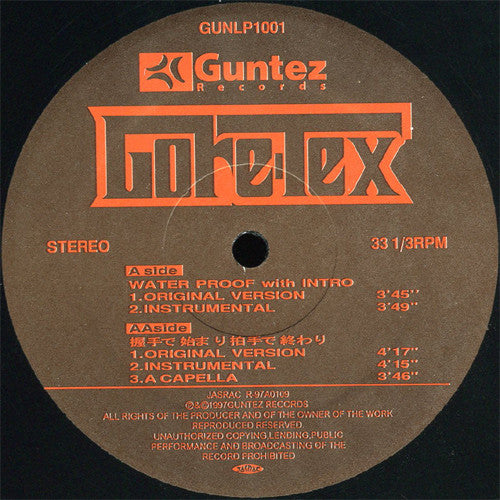 GUNLP1001
Guntez
Records
GoreTex
STEREO 33 1/3RPM
A side
WATER PROOF with INTRO
1.ORIGINAL VERSION 3'45"
2.INSTRUMENTAL 3'49"
AAside
握手で始まり拍手で終わり
1.ORIGINAL VERSION 4'17"
2.INSTRUMENTAL 4'15"
3.A CAPELLA 3'46"
JASRAC R-97A0109
Ⓟ&©1997GUNTEZ RECORDS
ALL RIGHTS OF THE PRODUCER AND OF THE OWNER OF THE WORK
REPRODUCED RESERVED.
UNAUTHORIZED COPYING,LENDING,PUBLIC
PERFORMANCE AND BROADCASTING OF THE
RECORD PROHIBITED
JASRAC